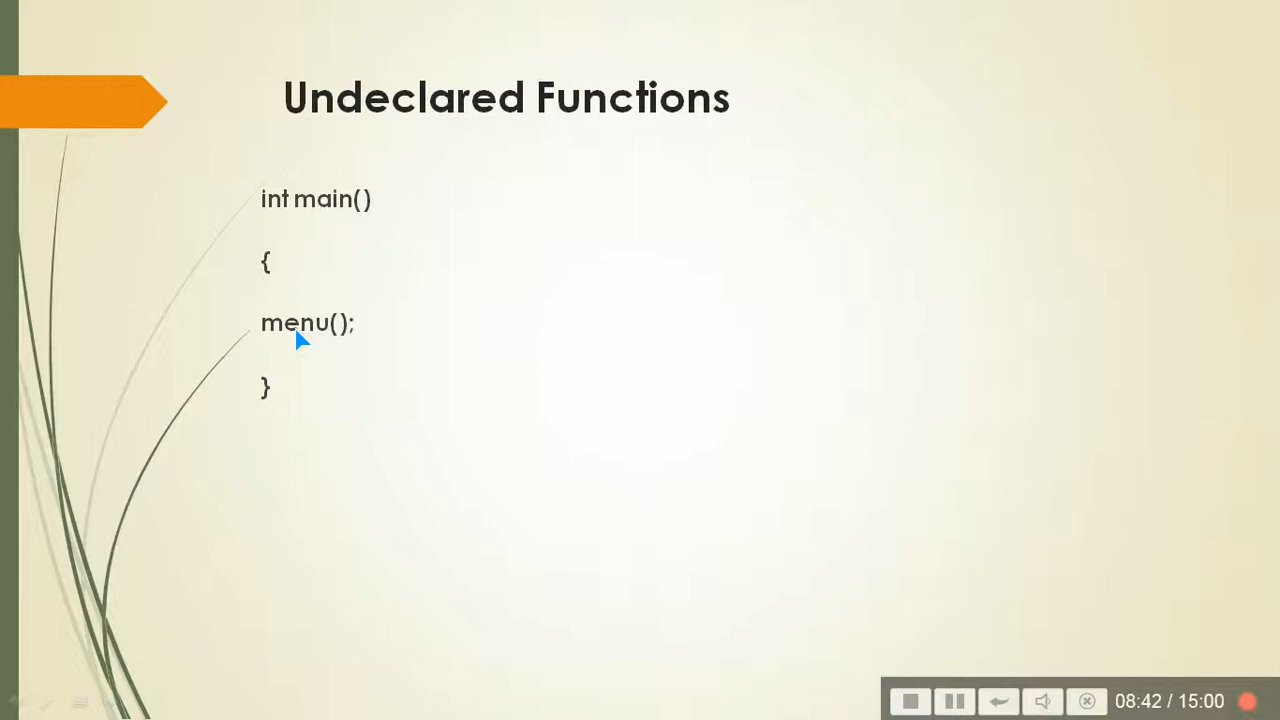 Undeclared Functions
int main()
{
menu();
}
08:42 / 15:00